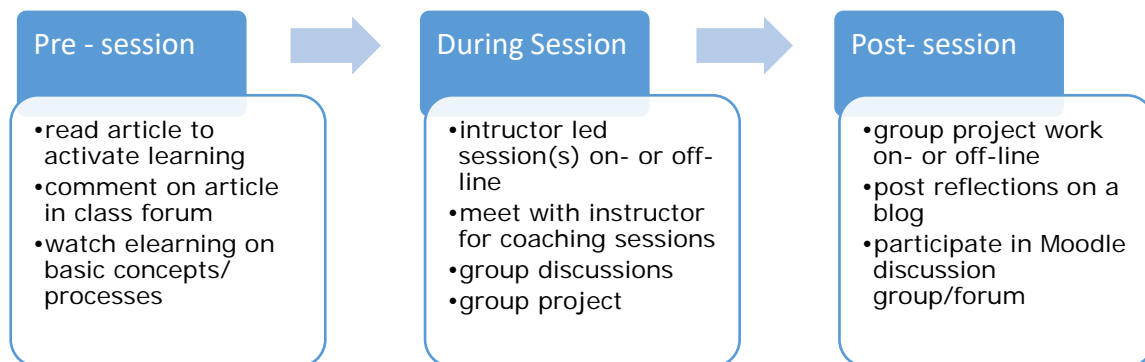 Pre - session
•read article to
activate learning
•comment on article
in class forum
•watch elearning on
basic concepts/
processes
During Session
•intructor led
session(s) on- or off-
line
•meet with instructor
for coaching sessions
•group discussions
•group project
Post- session
•group project work
on- or off-line
•post reflections on a
blog
•participate in Moodle
discussion
group/forum